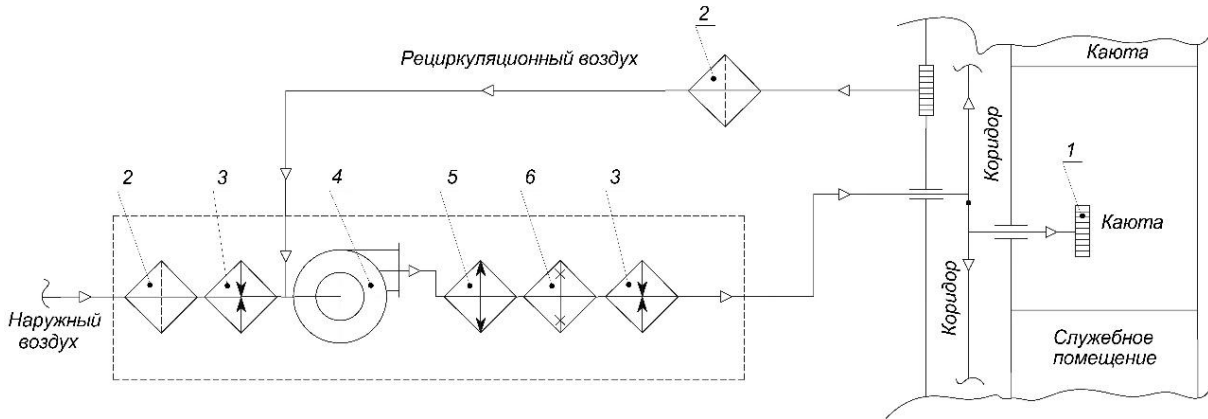 2
Рециркуляционный воздух
Каюта
Коридор
1
2
3
4
5
6
3
Каюта
Наружный
воздух
Коридор
Служебное
помещение